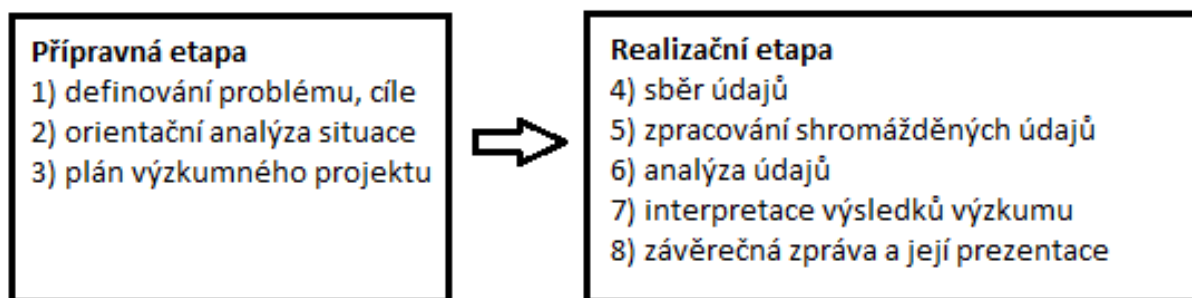 Přípravná etapa
1) definování problému, cíle
2) orientační analýza situace
3) plán výzkumného projektu
Realizační etapa
4) sběr údajů
5) zpracování shromážděných údajů
6) analýza údajů
7) interpretace výsledků výzkumu
8) závěrečná zpráva a její prezentace